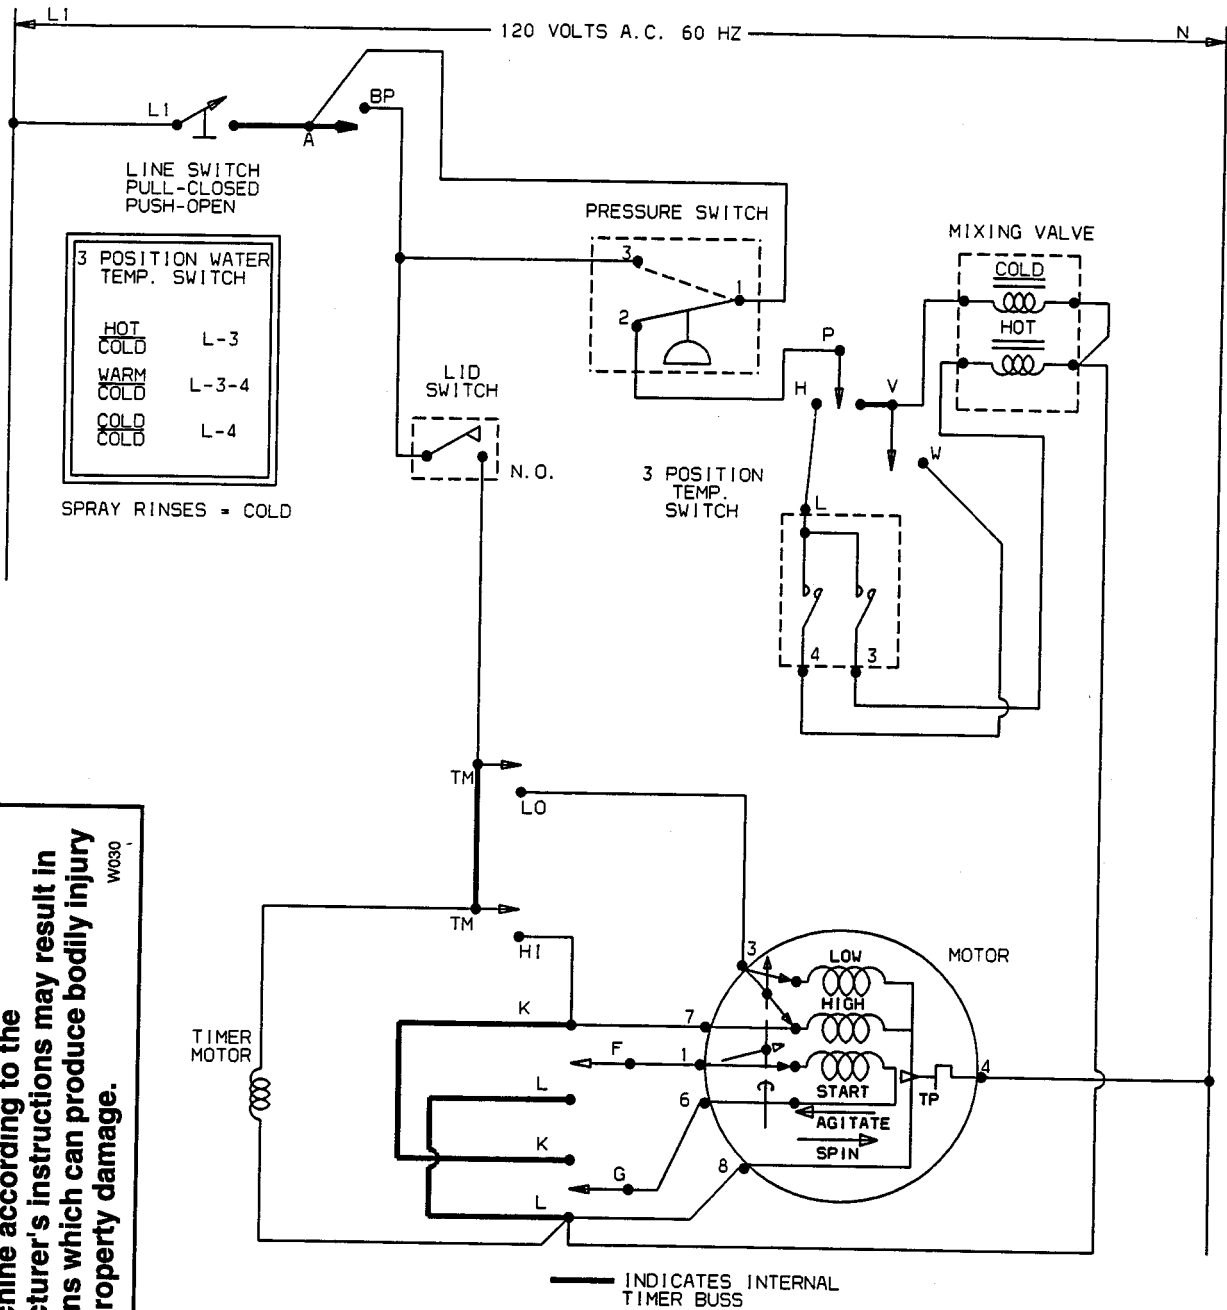 L1
120 VOLTS A.C. 60 HZ
N
L1
A
BP
LINE SWITCH
PULL-CLOSED
PUSH-OPEN
3 POSITION WATER
TEMP. SWITCH
HOT
COLD
L-3
WARM
COLD
L-3-4
COLD
COLD
L-4
SPRAY RINSES = COLD
PRESSURE SWITCH
3
1
2
MIXING VALVE
COLD
HOT
P
H
V
W
LID
SWITCH
N.O.
3 POSITION
TEMP.
SWITCH
L
4
3
TM
LO
TM
HI
MOTOR
3
LOW
HIGH
START
K
7
F
1
L
6
K
G
8
L
4
TP
AGITATE
SPIN
TIMER
MOTOR
INDICATES INTERNAL
TIMER BUSS
W030
hine according to the
cturer's instructions may result in
ns which can produce bodily injury
roperty damage.